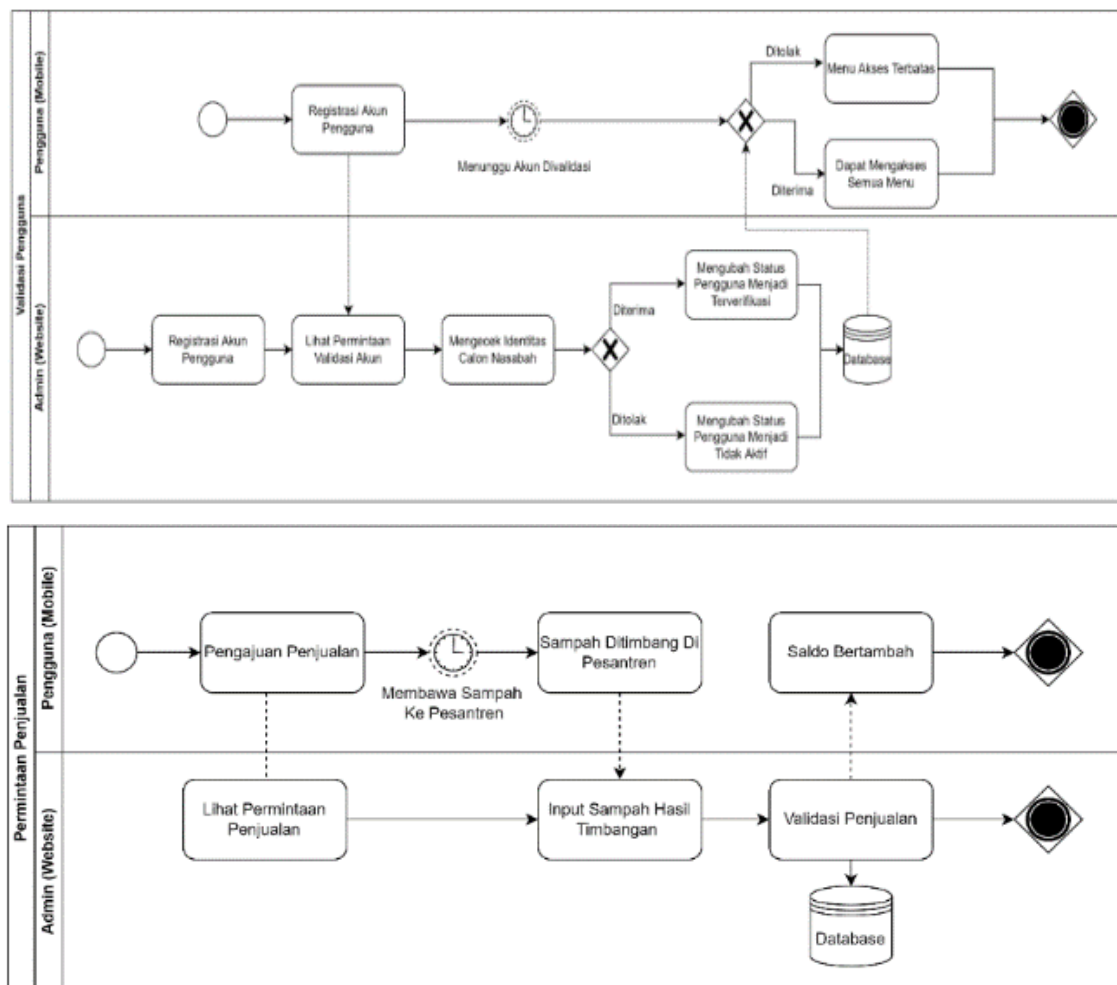 Validasi Pengguna
Pengguna (Mobile)
Registrasi Akun
Pengguna
Menunggu Akun Divalidasi
Ditolak
Menu Akses Terbatas
Diterima
Dapat Mengakses
Semua Menu
Admin (Website)
Registrasi Akun
Pengguna
Lihat Permintaan
Validasi Akun
Mengecek Identitas
Calon Nasabah
Diterima
Mengubah Status
Pengguna Menjadi
Terverifikasi
Ditolak
Mengubah Status
Pengguna Menjadi
Tidak Aktif
Database
Permintaan Penjualan
Pengguna (Mobile)
Pengajuan Penjualan
Membawa Sampah
Ke Pesantren
Sampah Ditimbang Di
Pesantren
Saldo Bertambah
Admin (Website)
Lihat Permintaan
Penjualan
Input Sampah Hasil
Timbangan
Validasi Penjualan
Database